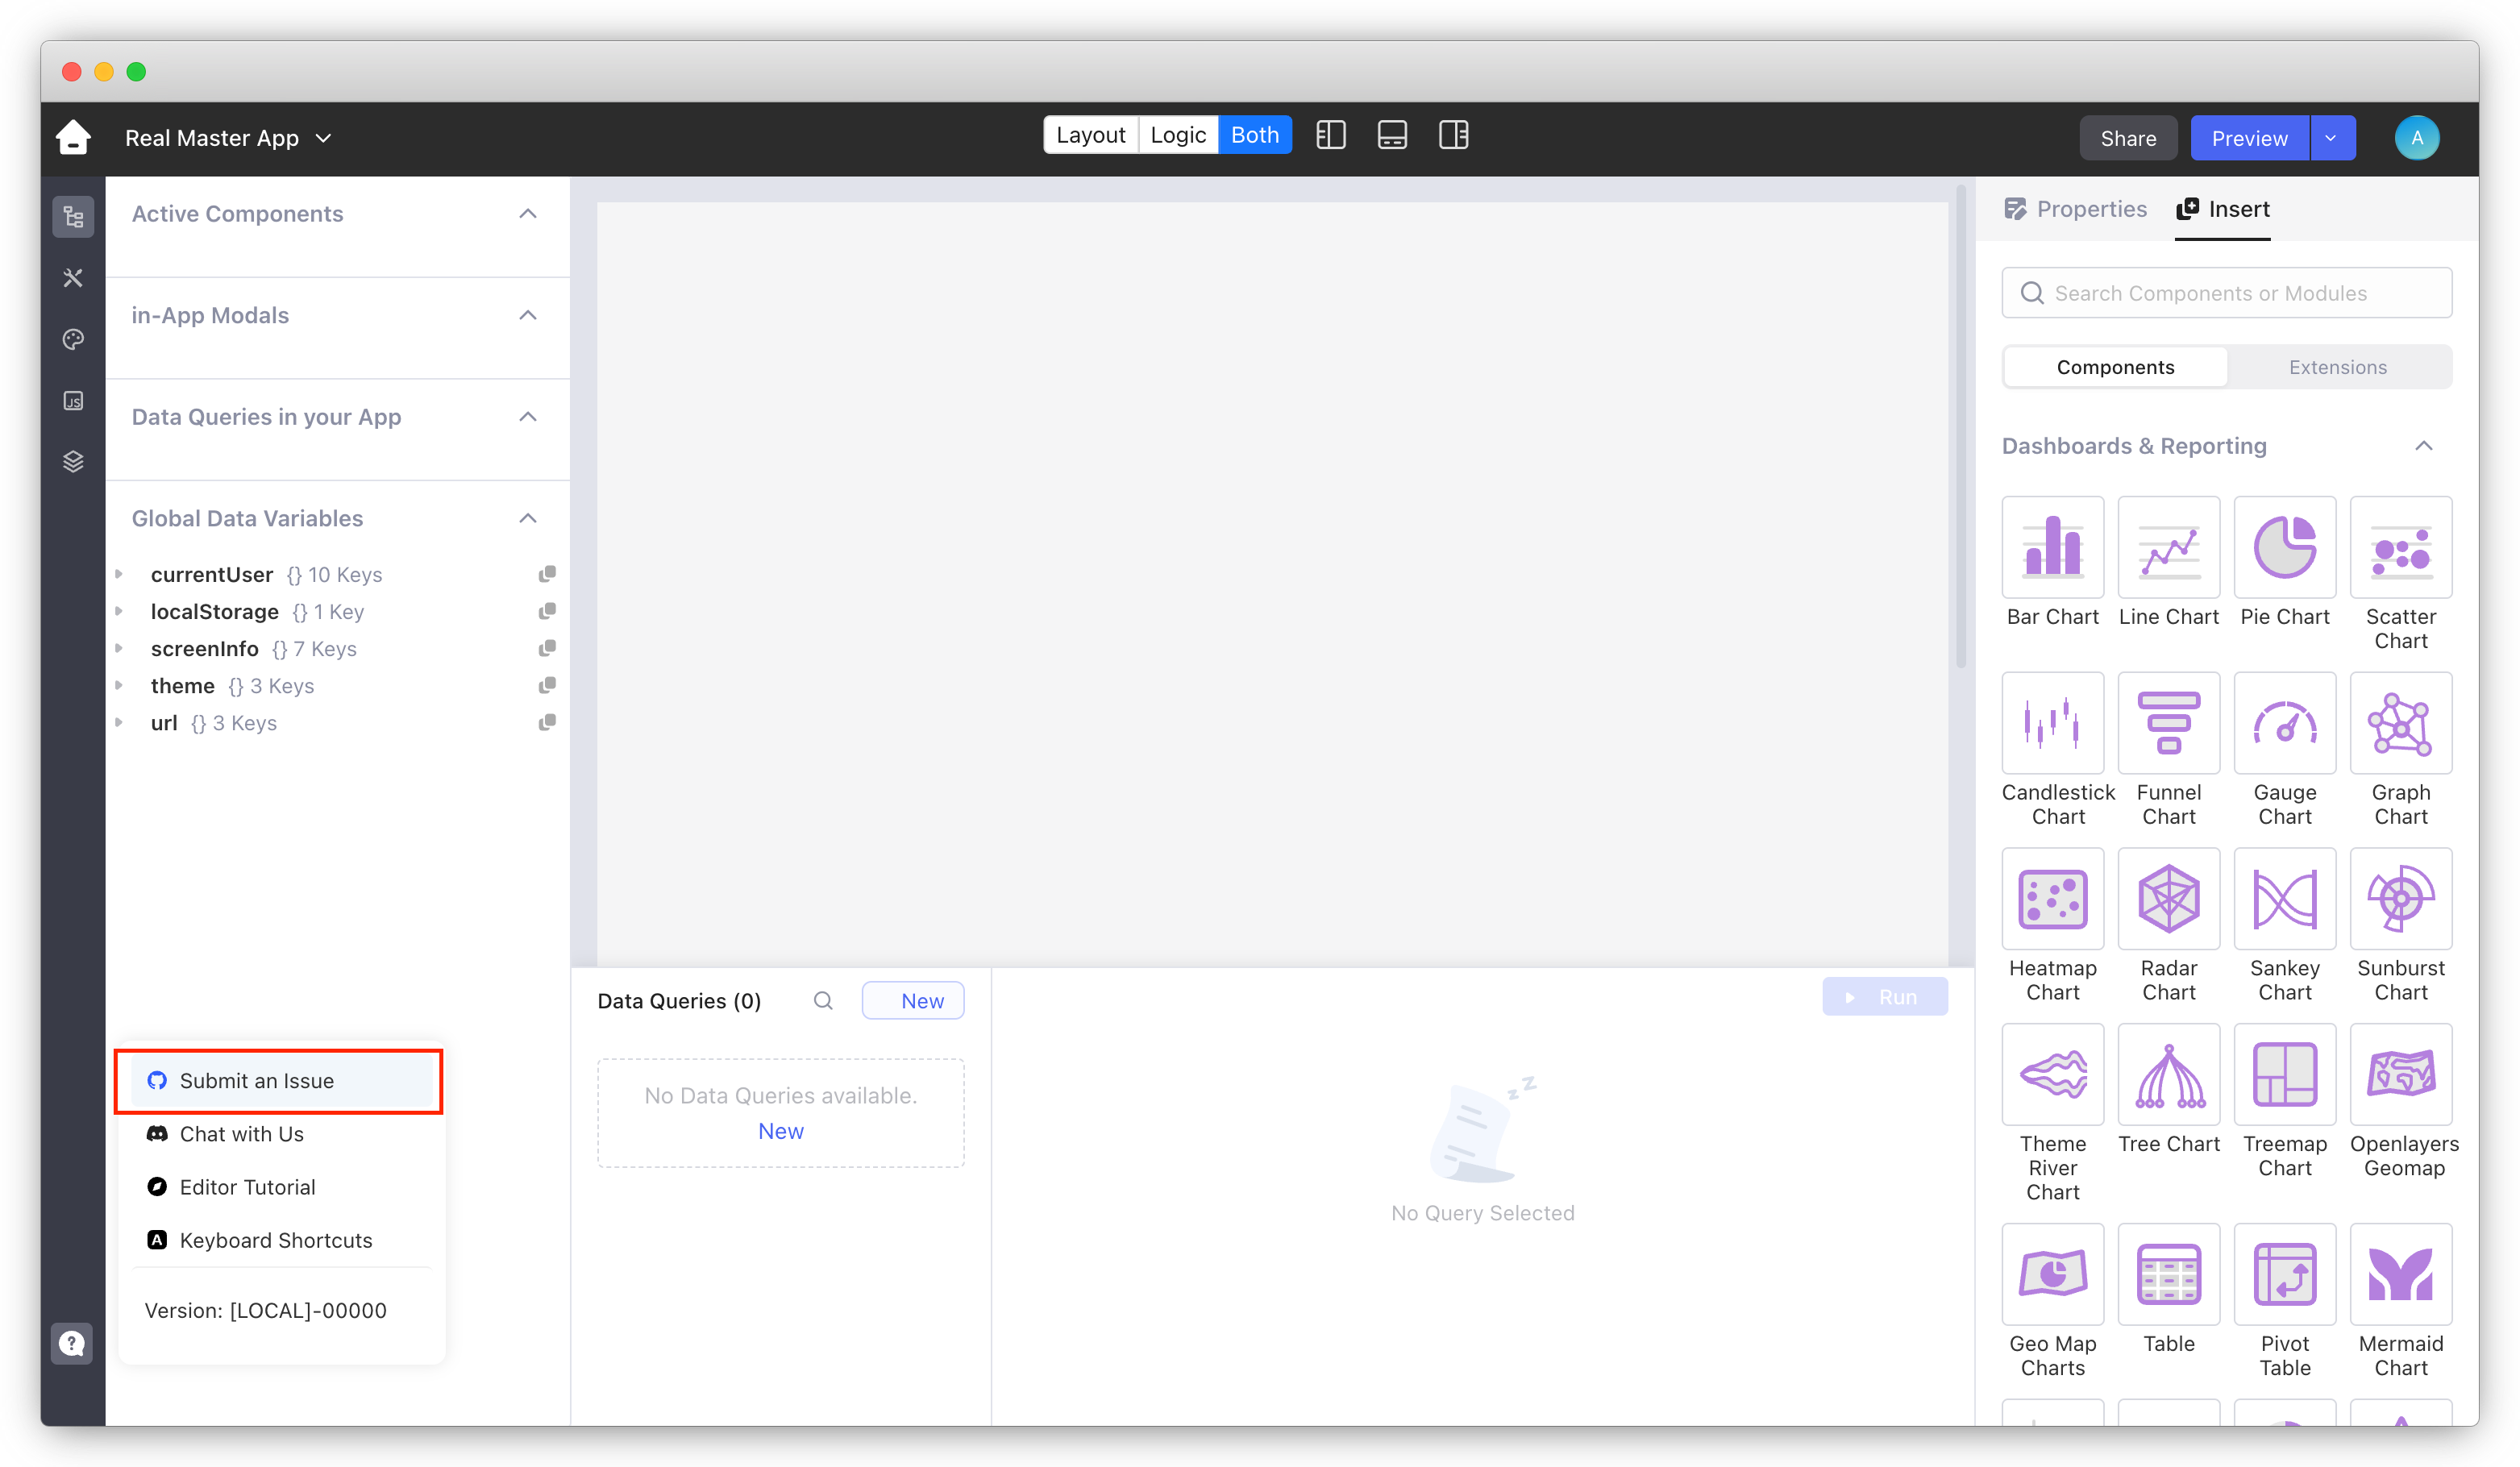 Real Master App
Layout Logic Both
Share
Preview
A
Active Components
in-App Modals
Data Queries in your App
Global Data Variables
currentUser {} 10 Keys
localStorage {} 1 Key
screenInfo {} 7 Keys
theme {} 3 Keys
url {} 3 Keys
JS
Submit an Issue
Chat with Us
Editor Tutorial
A Keyboard Shortcuts
Version: [LOCAL]-00000
?
Data Queries (0)
New
No Data Queries available.
New
Run
z z
No Query Selected
Properties
Insert
Search Components or Modules
Components
Extensions
Dashboards & Reporting
Bar Chart
Line Chart
Pie Chart
Scatter
Chart
Candlestick
Chart
Funnel
Chart
Gauge
Chart
Graph
Chart
Heatmap
Chart
Radar
Chart
Sankey
Chart
Sunburst
Chart
Theme
River
Chart
Tree Chart
Treemap
Chart
Openlayers
Geomap
Geo Map
Charts
Table
Pivot
Table
Mermaid
Chart